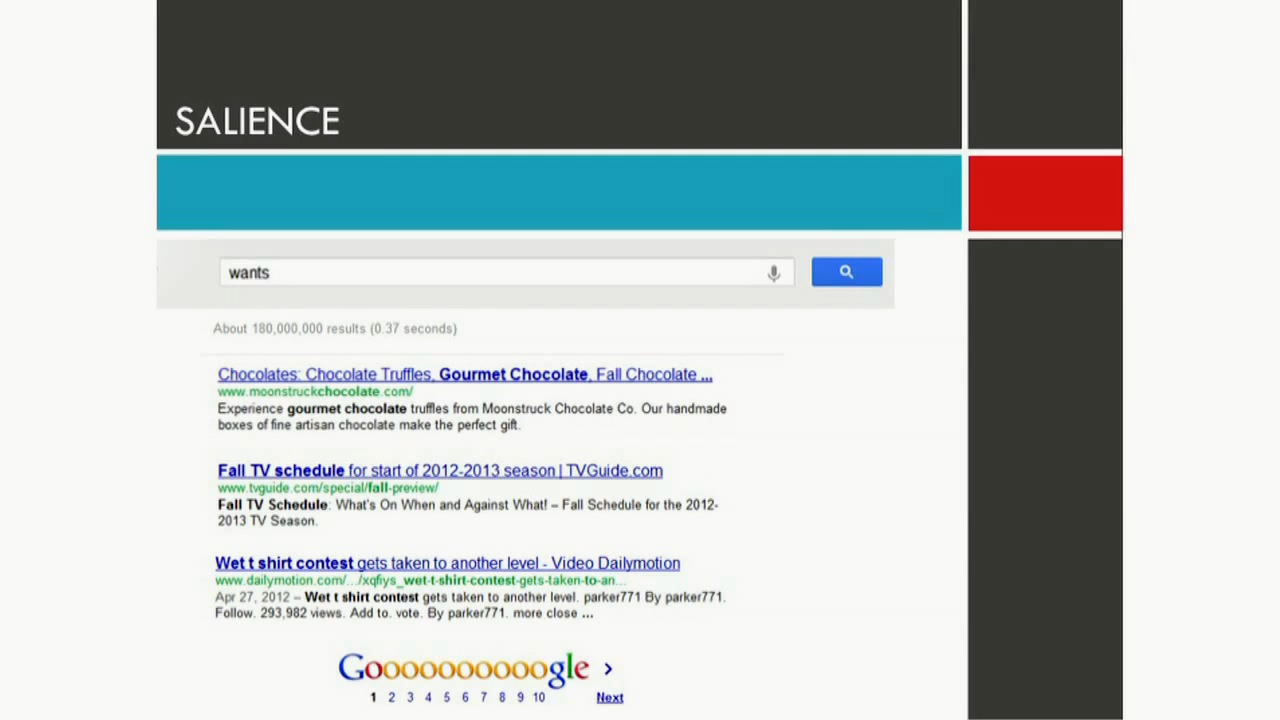 SALIENCE
wants
About 180,000,000 results (0.37 seconds)
Chocolates: Chocolate Truffles, Gourmet Chocolate, Fall Chocolate ...
www.moonstruckchocolate.com/
Experience gourmet chocolate truffles from Moonstruck Chocolate Co. Our handmade
boxes of fine artisan chocolate make the perfect gift.
Fall TV schedule for start of 2012-2013 season | TVGuide.com
www.tvguide.com/special/fall-preview/
Fall TV Schedule: What's On When and Against What! – Fall Schedule for the 2012-
2013 TV Season.
Wet t shirt contest gets taken to another level - Video Dailymotion
www.dailymotion.com/.../xqfiys_wet-t-shirt-contest-gets-taken-to-an...
Apr 27, 2012 – Wet t shirt contest gets taken to another level. parker771 By parker771.
Follow. 293,982 views. Add to. vote. By parker771. more close ...
Goooooooooogle >
1 2 3 4 5 6 7 8 9 10 Next